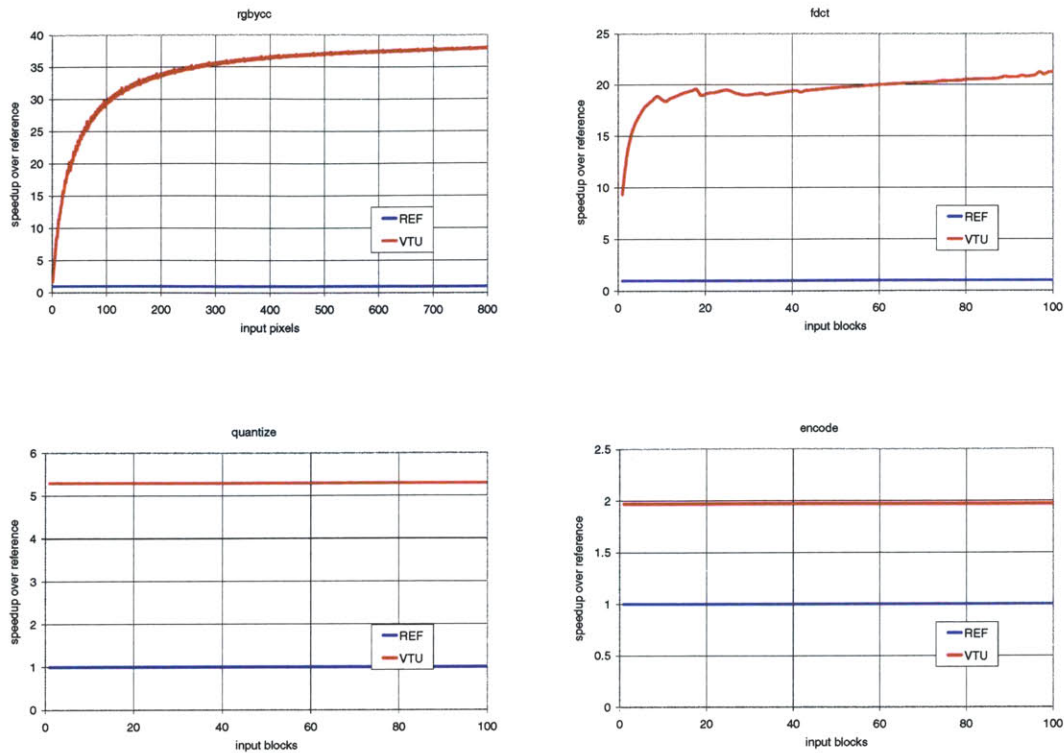 rgbycc
speedup over reference
40
35
30
25
20
15
10
5
0
REF
VTU
0 100 200 300 400 500 600 700 800
input pixels
fdct
speedup over reference
25
20
15
10
5
0
REF
VTU
0 20 40 60 80 100
input blocks
quantize
speedup over reference
6
5
4
3
2
1
0
REF
VTU
0 20 40 60 80 100
input blocks
encode
speedup over reference
2.5
2
1.5
1
0.5
0
REF
VTU
0 20 40 60 80 100
input blocks